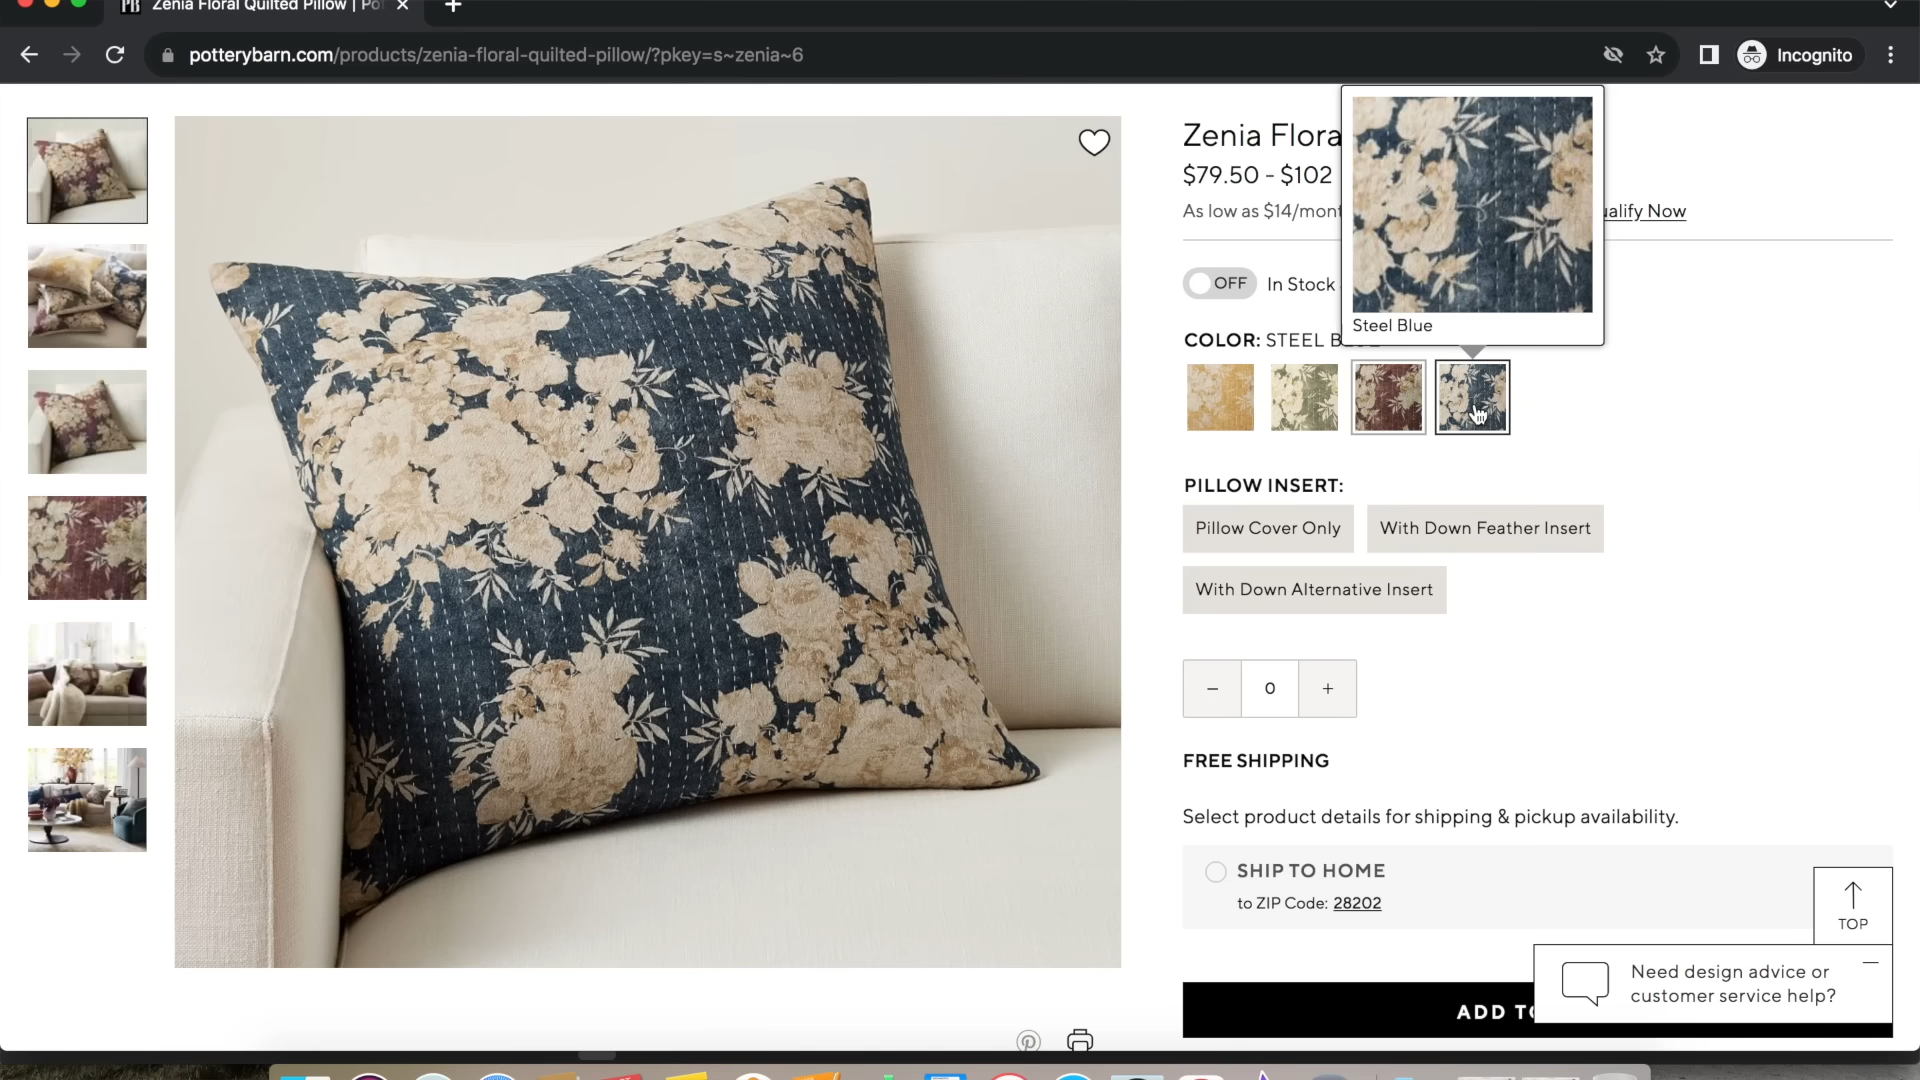 PB Zenia Floral Quilted Pillow | Po
potterybarn.com/products/zenia-floral-quilted-pillow/?pkey=s~zenia~6
Incognito
Zenia Flora
$79.50 - $102
As low as $14/mont
ualify Now
OFF
In Stock
Steel Blue
COLOR: STEEL B
PILLOW INSERT:
Pillow Cover Only
With Down Feather Insert
With Down Alternative Insert
− 0 +
FREE SHIPPING
Select product details for shipping & pickup availability.
SHIP TO HOME
to ZIP Code: 28202
TOP
Need design advice or
customer service help?
ADD TO